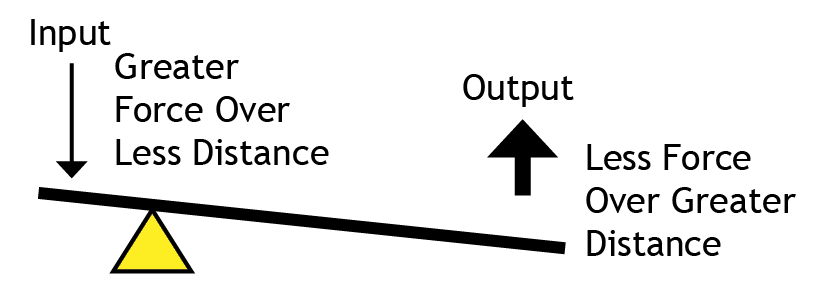 Input
Greater
Force Over
Less Distance
Output
Less Force
Over Greater
Distance